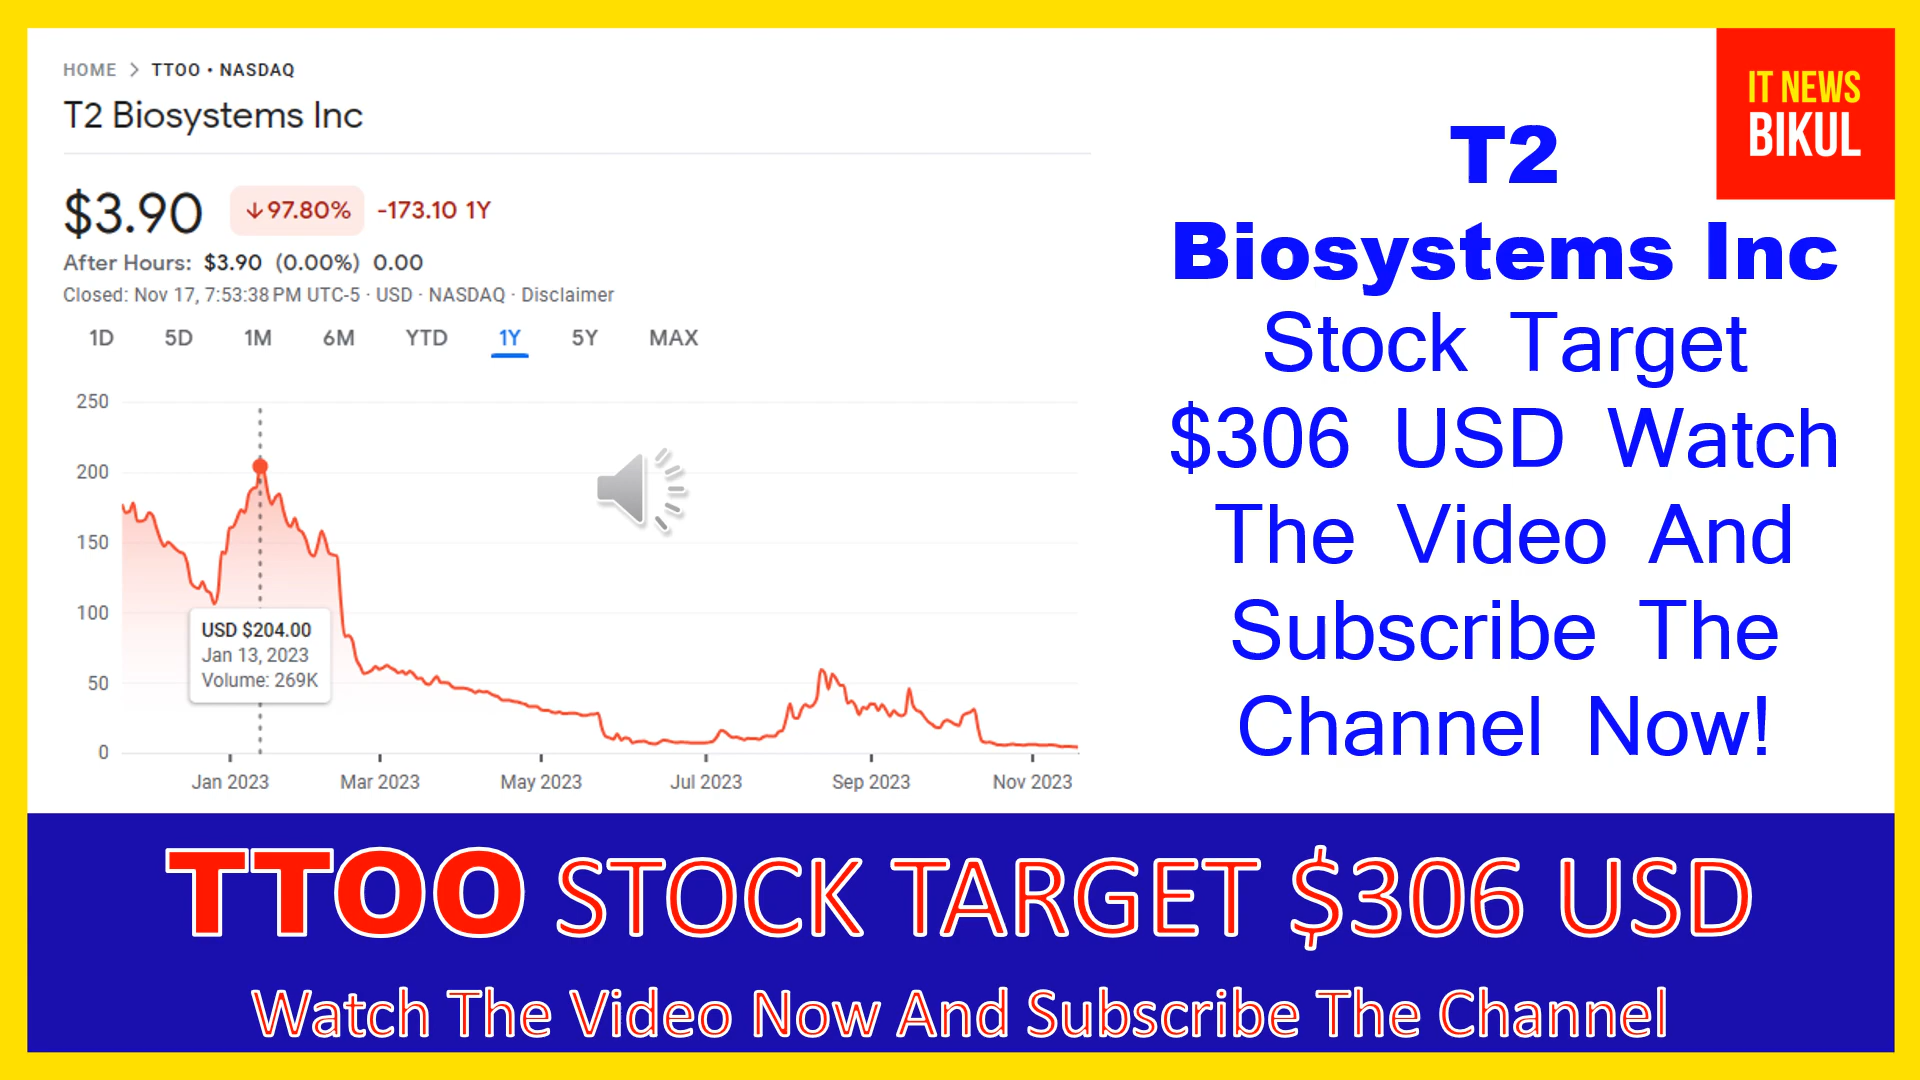 HOME > TTOO • NASDAQ
T2 Biosystems Inc
$3.90 ↓97.80% -173.10 1Y
After Hours: $3.90 (0.00%) 0.00
Closed: Nov 17, 7:53:38 PM UTC-5 · USD · NASDAQ · Disclaimer
1D 5D 1M 6M YTD 1Y 5Y MAX
250
200
150
100
50
0
USD $204.00
Jan 13, 2023
Volume: 269K
Jan 2023 Mar 2023 May 2023 Jul 2023 Sep 2023 Nov 2023
IT NEWS
BIKUL
T2
Biosystems Inc
Stock Target
$306 USD Watch
The Video And
Subscribe The
Channel Now!
TTOO STOCK TARGET $306 USD
Watch The Video Now And Subscribe The Channel